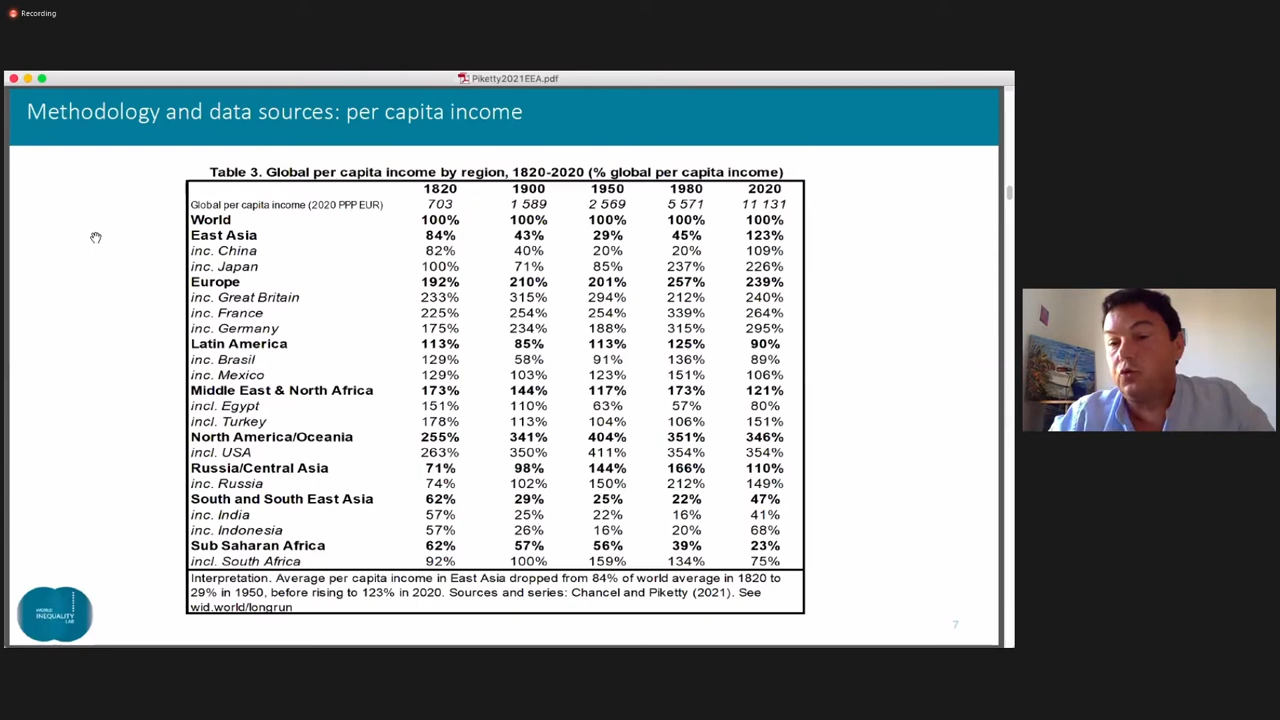 Recording
Piketty2021EEA.pdf
Methodology and data sources: per capita income
Table 3. Global per capita income by region, 1820-2020 (% global per capita income)
1820 1900 1950 1980 2020
Global per capita income (2020 PPP EUR) 703 1 589 2 569 5 571 11 131
World 100% 100% 100% 100% 100%
East Asia 84% 43% 29% 45% 123%
inc. China 82% 40% 20% 20% 109%
inc. Japan 100% 71% 85% 237% 226%
Europe 192% 210% 201% 257% 239%
inc. Great Britain 233% 315% 294% 212% 240%
inc. France 225% 254% 254% 339% 264%
inc. Germany 175% 234% 188% 315% 295%
Latin America 113% 85% 113% 125% 90%
inc. Brasil 129% 58% 91% 136% 89%
inc. Mexico 129% 103% 123% 151% 106%
Middle East & North Africa 173% 144% 117% 173% 121%
incl. Egypt 151% 110% 63% 57% 80%
incl. Turkey 178% 113% 104% 106% 151%
North America/Oceania 255% 341% 404% 351% 346%
incl. USA 263% 350% 411% 354% 354%
Russia/Central Asia 71% 98% 144% 166% 110%
inc. Russia 74% 102% 150% 212% 149%
South and South East Asia 62% 29% 25% 22% 47%
inc. India 57% 25% 22% 16% 41%
inc. Indonesia 57% 26% 16% 20% 68%
Sub Saharan Africa 62% 57% 56% 39% 23%
incl. South Africa 92% 100% 159% 134% 75%
Interpretation. Average per capita income in East Asia dropped from 84% of world average in 1820 to
29% in 1950, before rising to 123% in 2020. Sources and series: Chancel and Piketty (2021). See
wid.world/longrun
WORLD
INEQUALITY
LAB
7